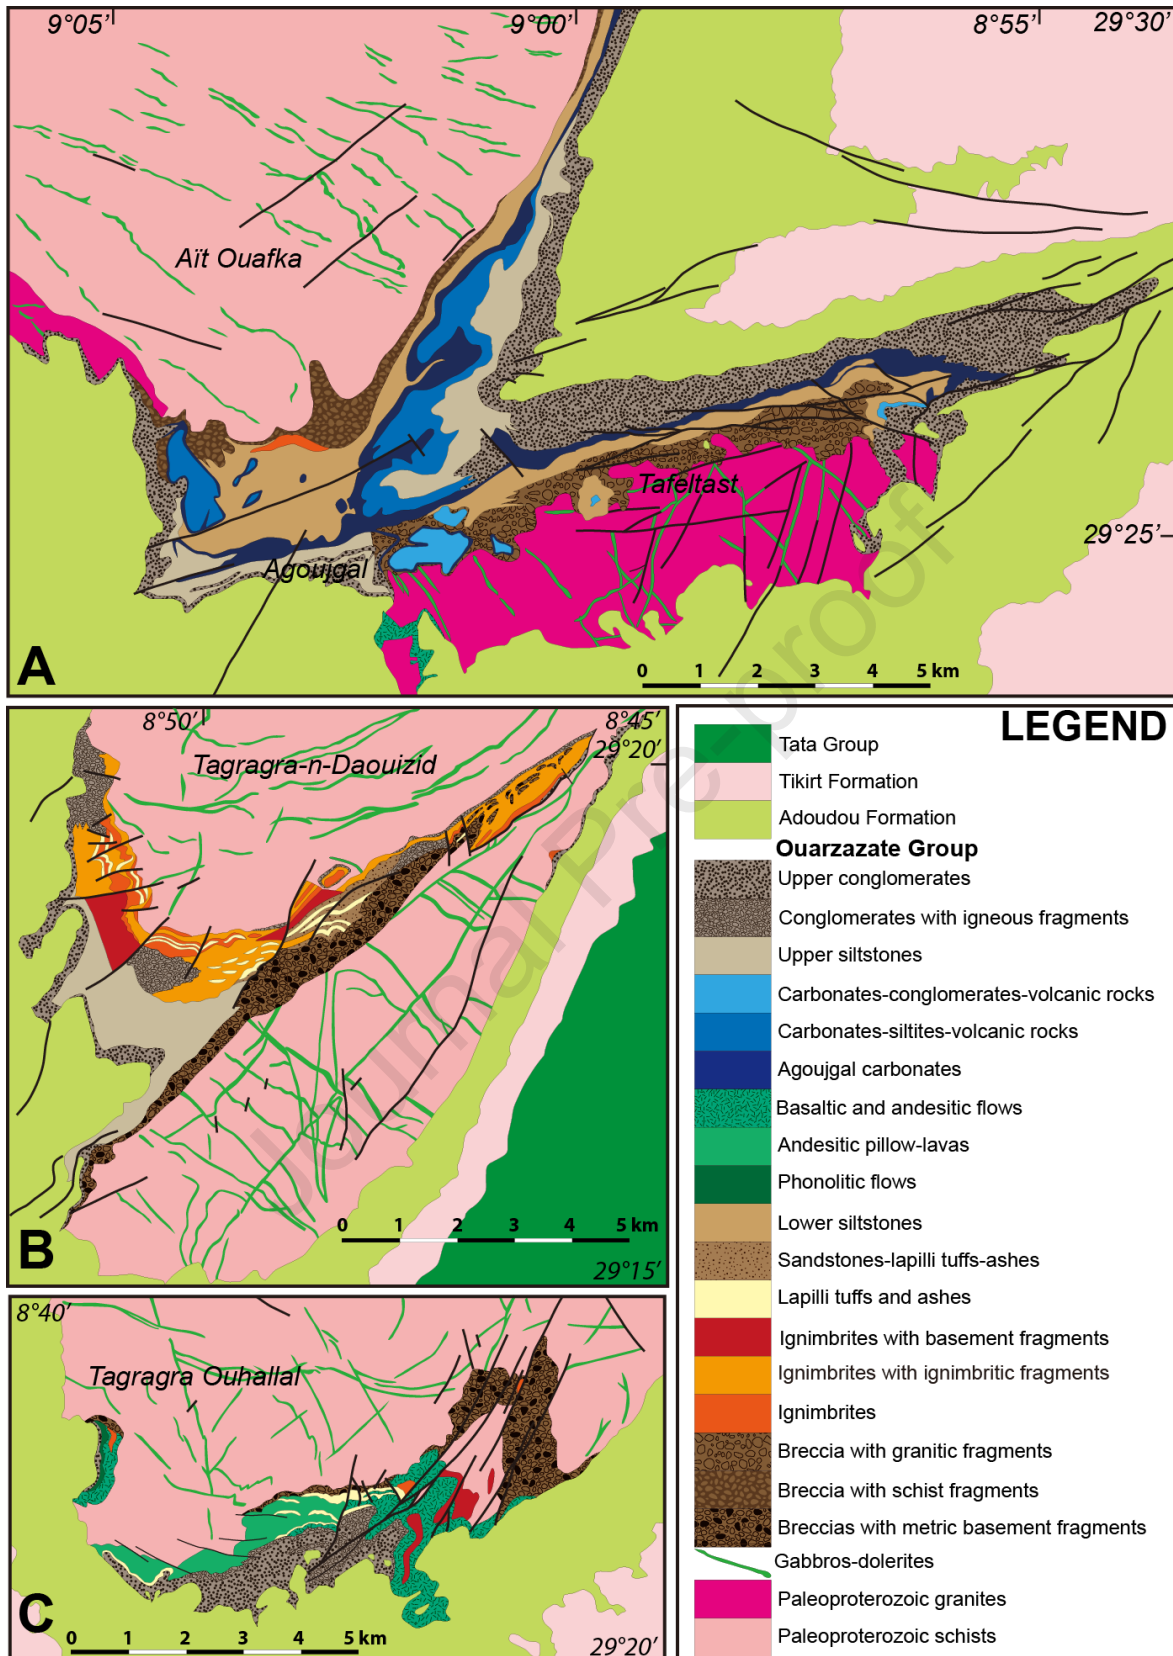 9°05'
9°00'
8°55'
29°30'
Aït Ouafka
Tafeltast
29°25'
Agoujgal
A
0 1 2 3 4 5 km
8°50'
8°45'
29°20'
Tagragra-n-Daouizid
B
0 1 2 3 4 5 km
29°15'
8°40'
Tagragra Ouhallal
C
0 1 2 3 4 5 km
29°20'
LEGEND
Tata Group
Tikirt Formation
Adoudou Formation
Ouarzazate Group
Upper conglomerates
Conglomerates with igneous fragments
Upper siltstones
Carbonates-conglomerates-volcanic rocks
Carbonates-siltites-volcanic rocks
Agoujgal carbonates
Basaltic and andesitic flows
Andesitic pillow-lavas
Phonolitic flows
Lower siltstones
Sandstones-lapilli tuffs-ashes
Lapilli tuffs and ashes
Ignimbrites with basement fragments
Ignimbrites with ignimbritic fragments
Ignimbrites
Breccia with granitic fragments
Breccia with schist fragments
Breccias with metric basement fragments
Gabbros-dolerites
Paleoproterozoic granites
Paleoproterozoic schists
Journal Pre-proof